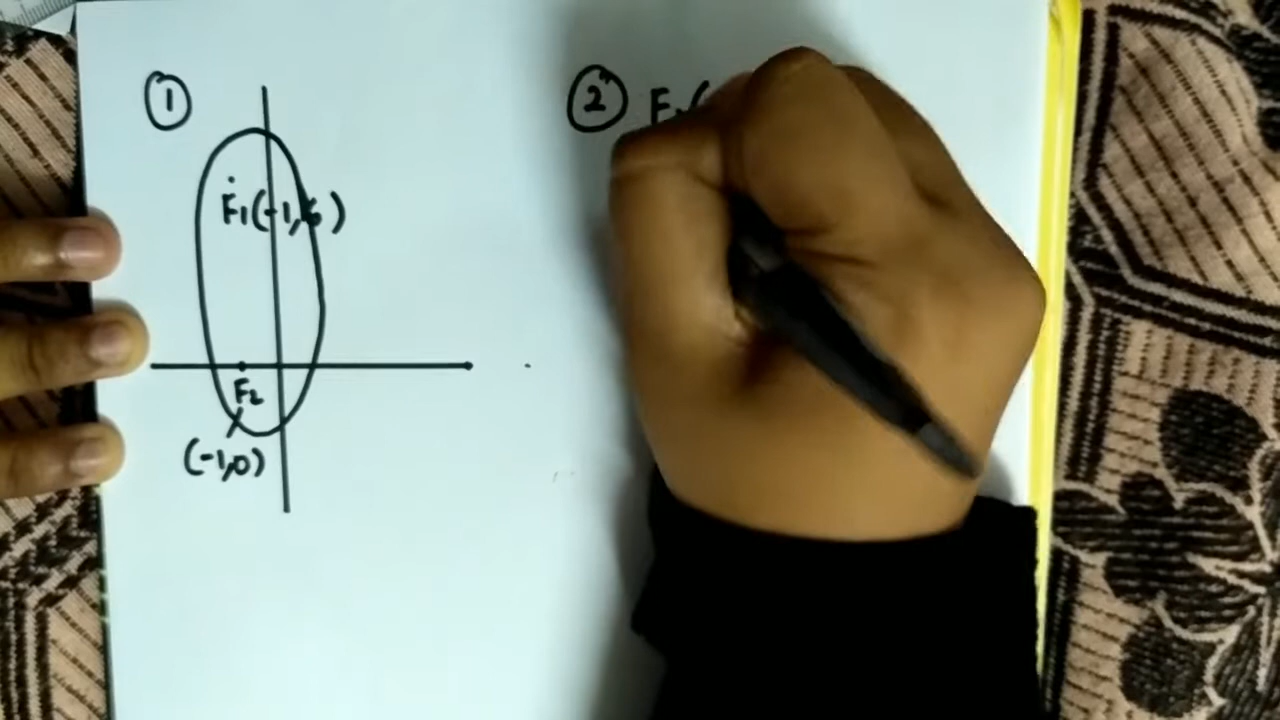 ①
F₁(-1,6)
F₂
(-1,0)
②